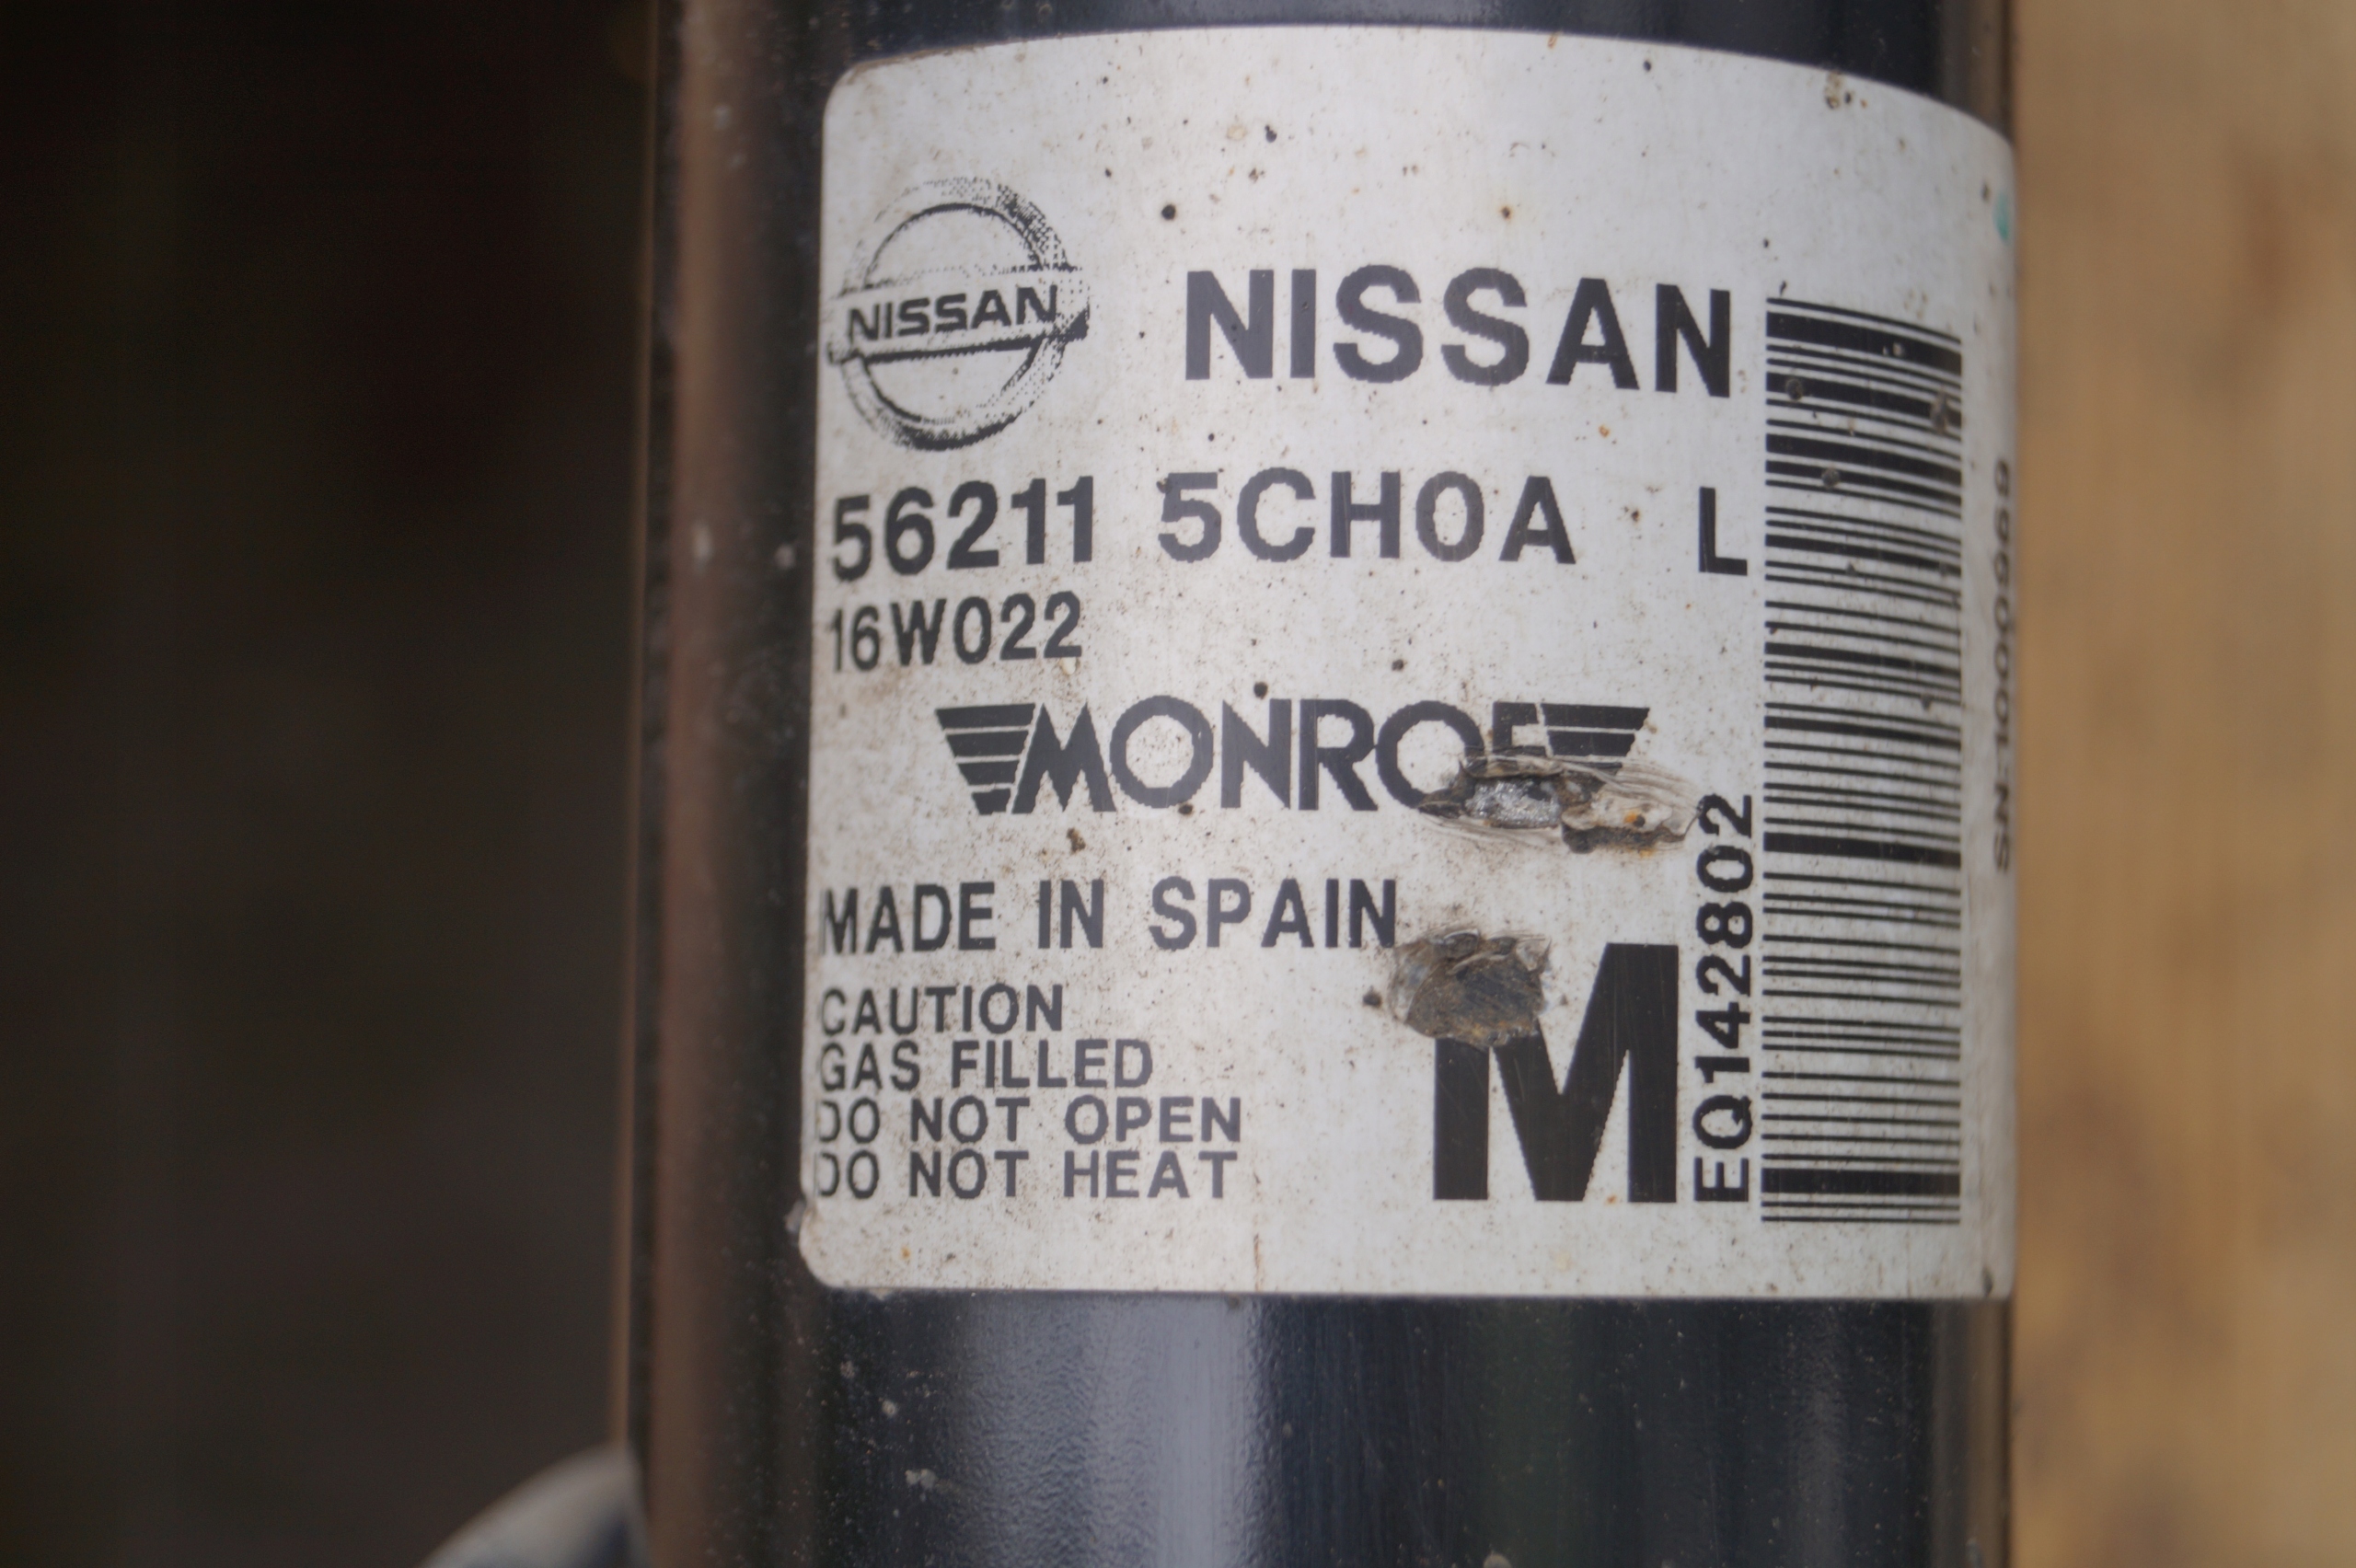 NISSAN
NISSAN
56211 5CH0A L
16W022
MONROE
MADE IN SPAIN
CAUTION
GAS FILLED
DO NOT OPEN
DO NOT HEAT
M
EQ142802